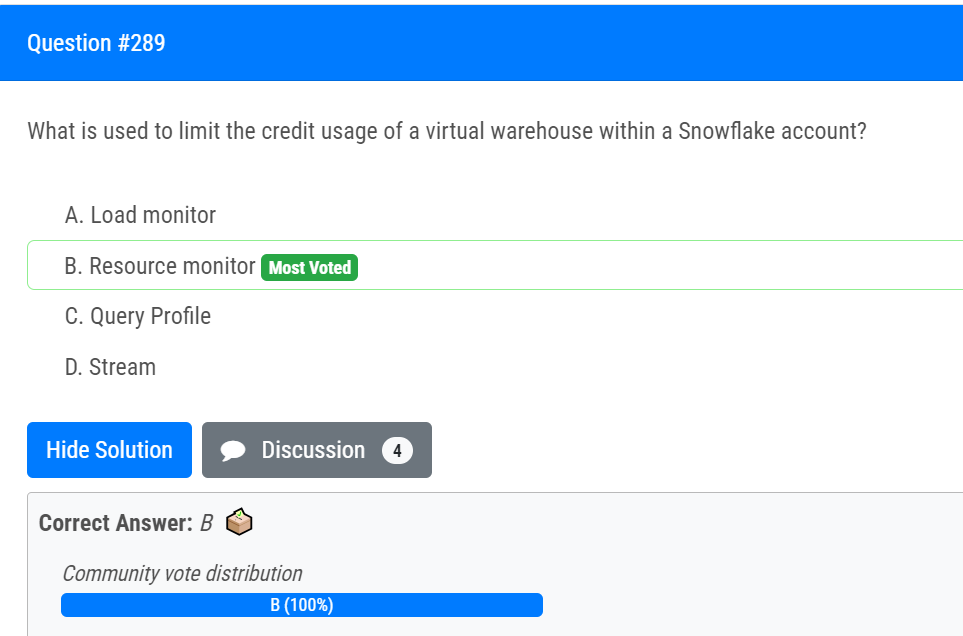 Question #289
What is used to limit the credit usage of a virtual warehouse within a Snowflake account?
A. Load monitor
B. Resource monitor Most Voted
C. Query Profile
D. Stream
Hide Solution Discussion 4
Correct Answer: B
Community vote distribution
B (100%)